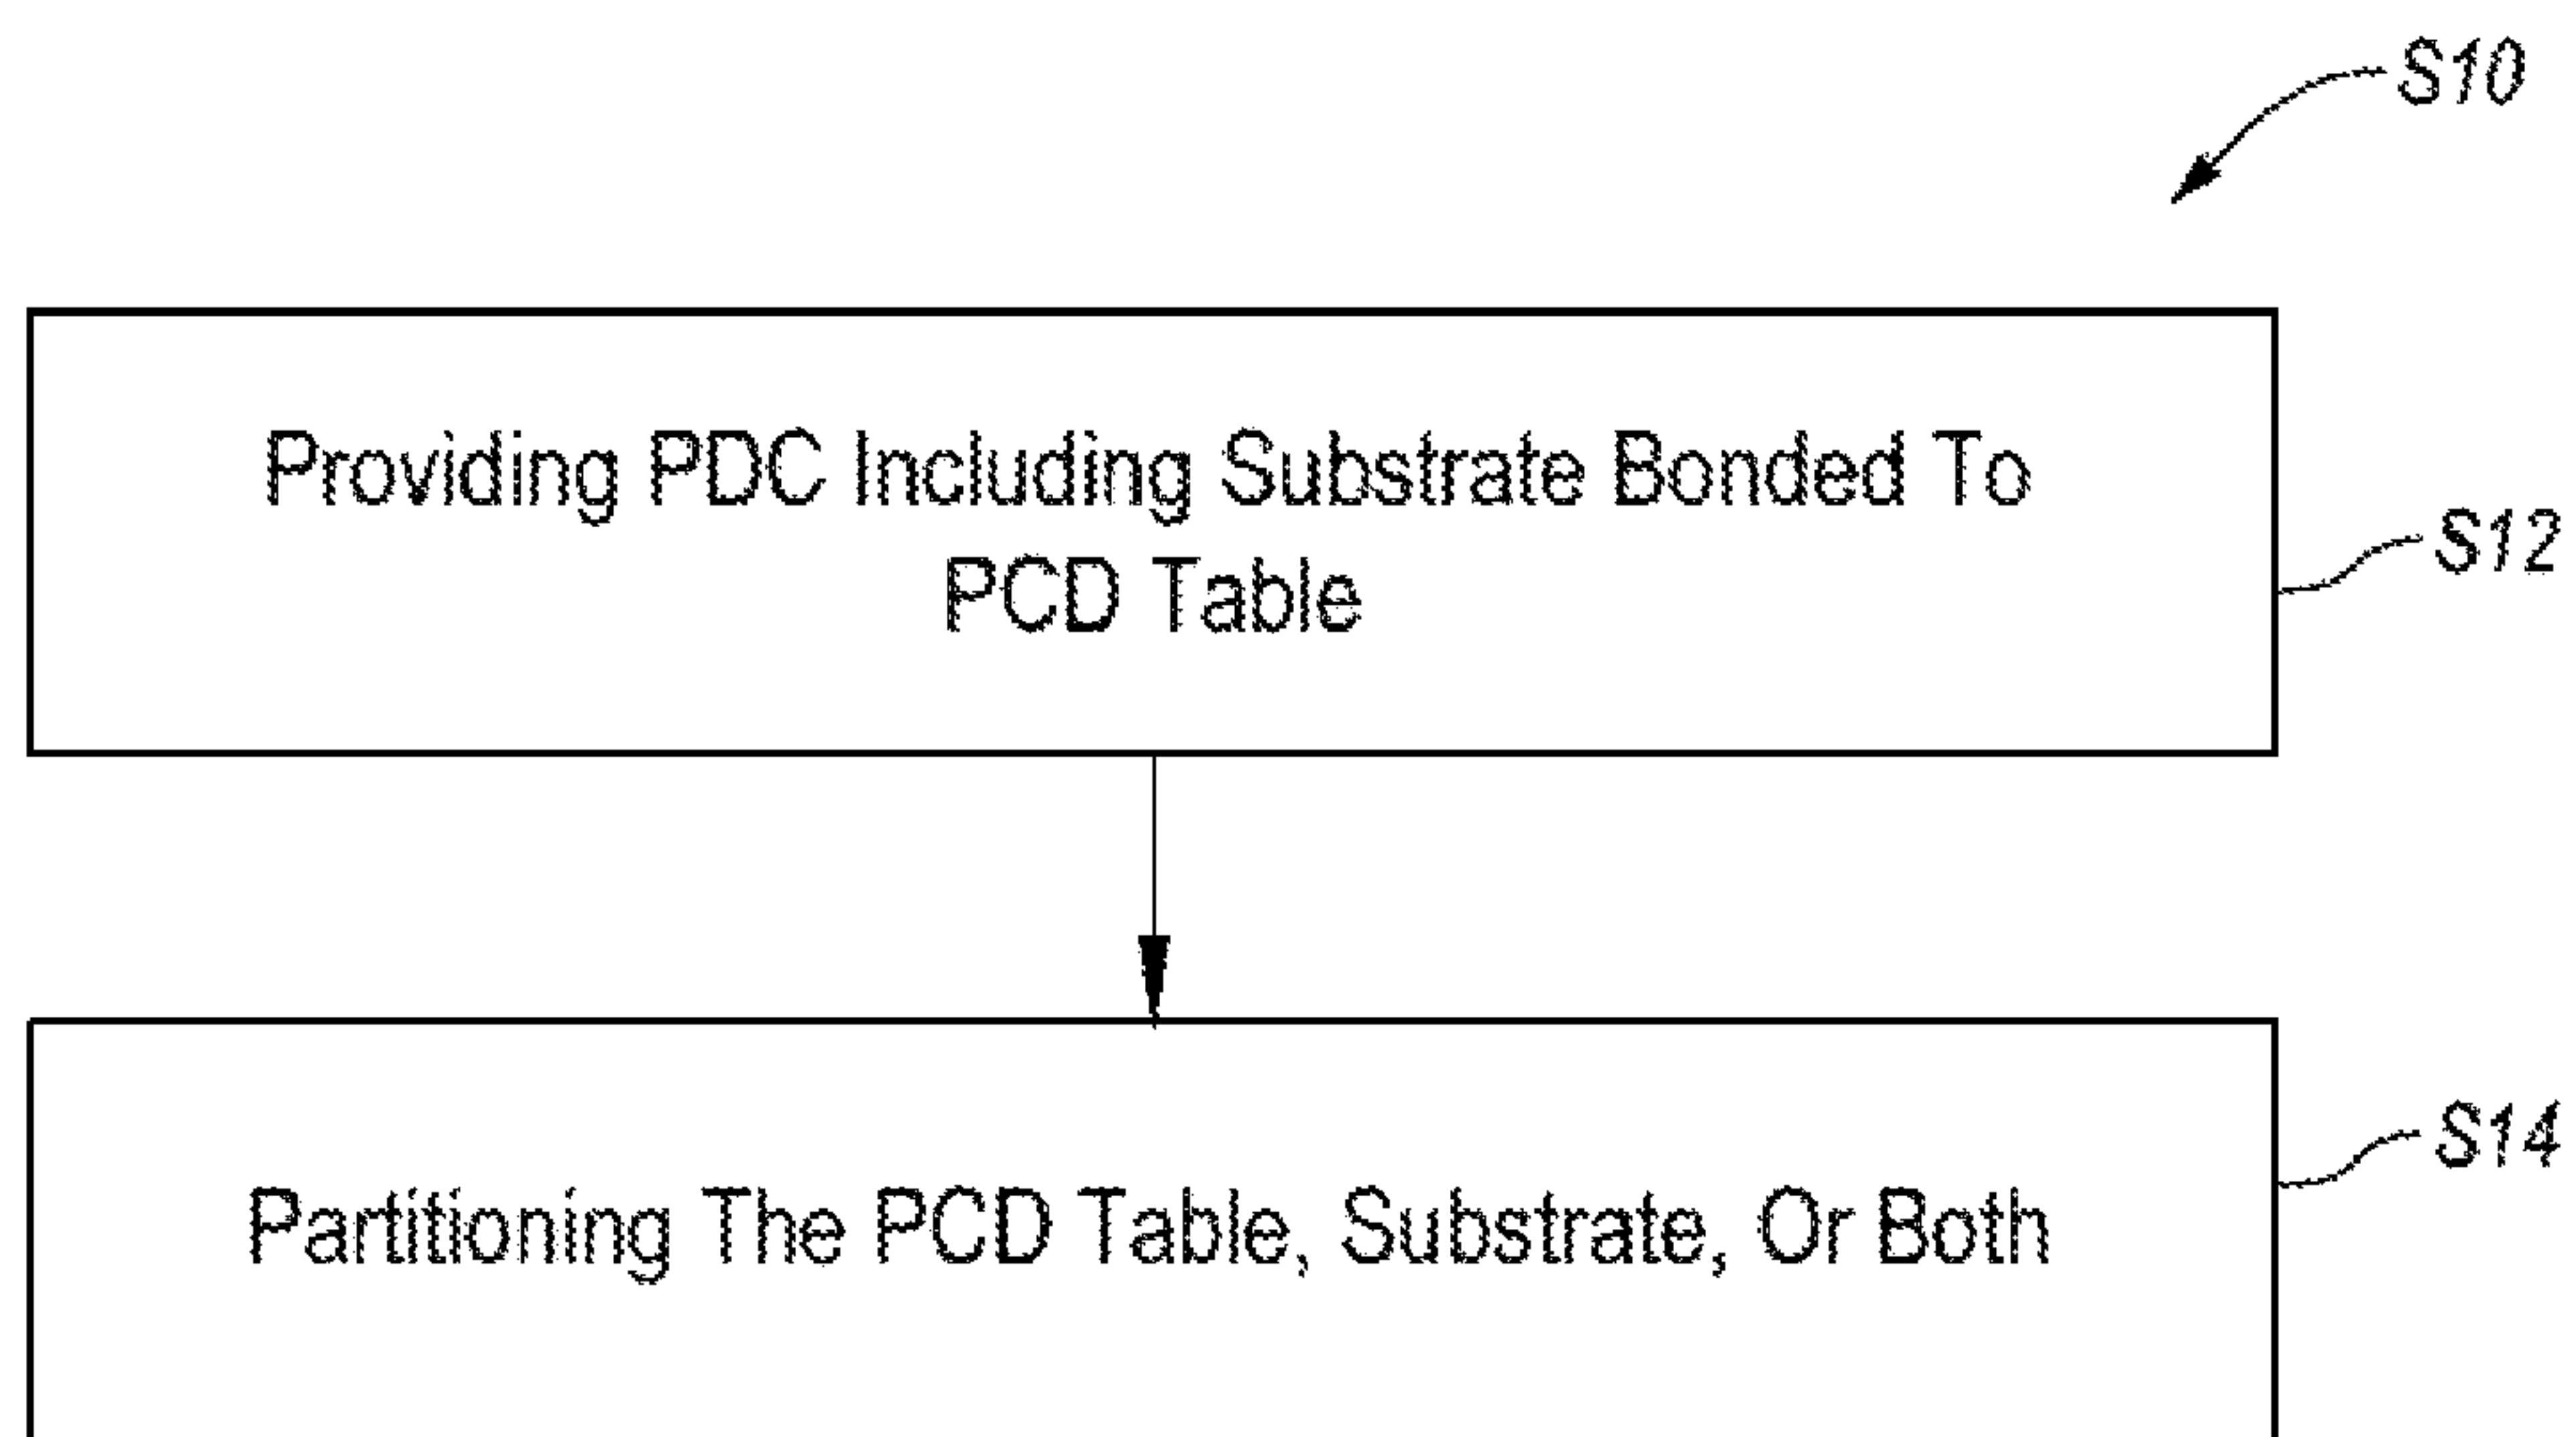 S10
Providing PDC Including Substrate Bonded To
PCD Table
S12
S14
Partitioning The PCD Table, Substrate, Or Both